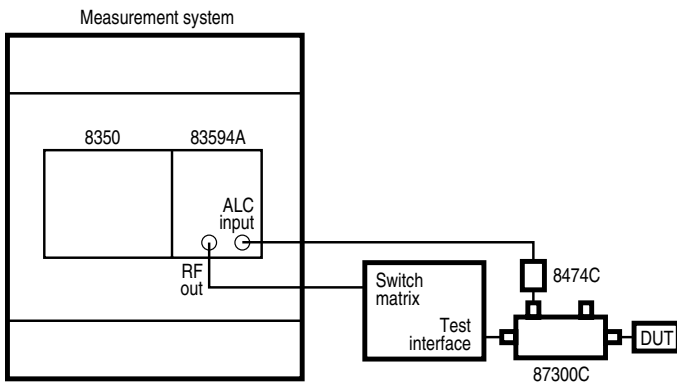 Measurement system
8350
83594A
ALC
input
RF
out
Switch
matrix
Test
interface
8474C
87300C
DUT